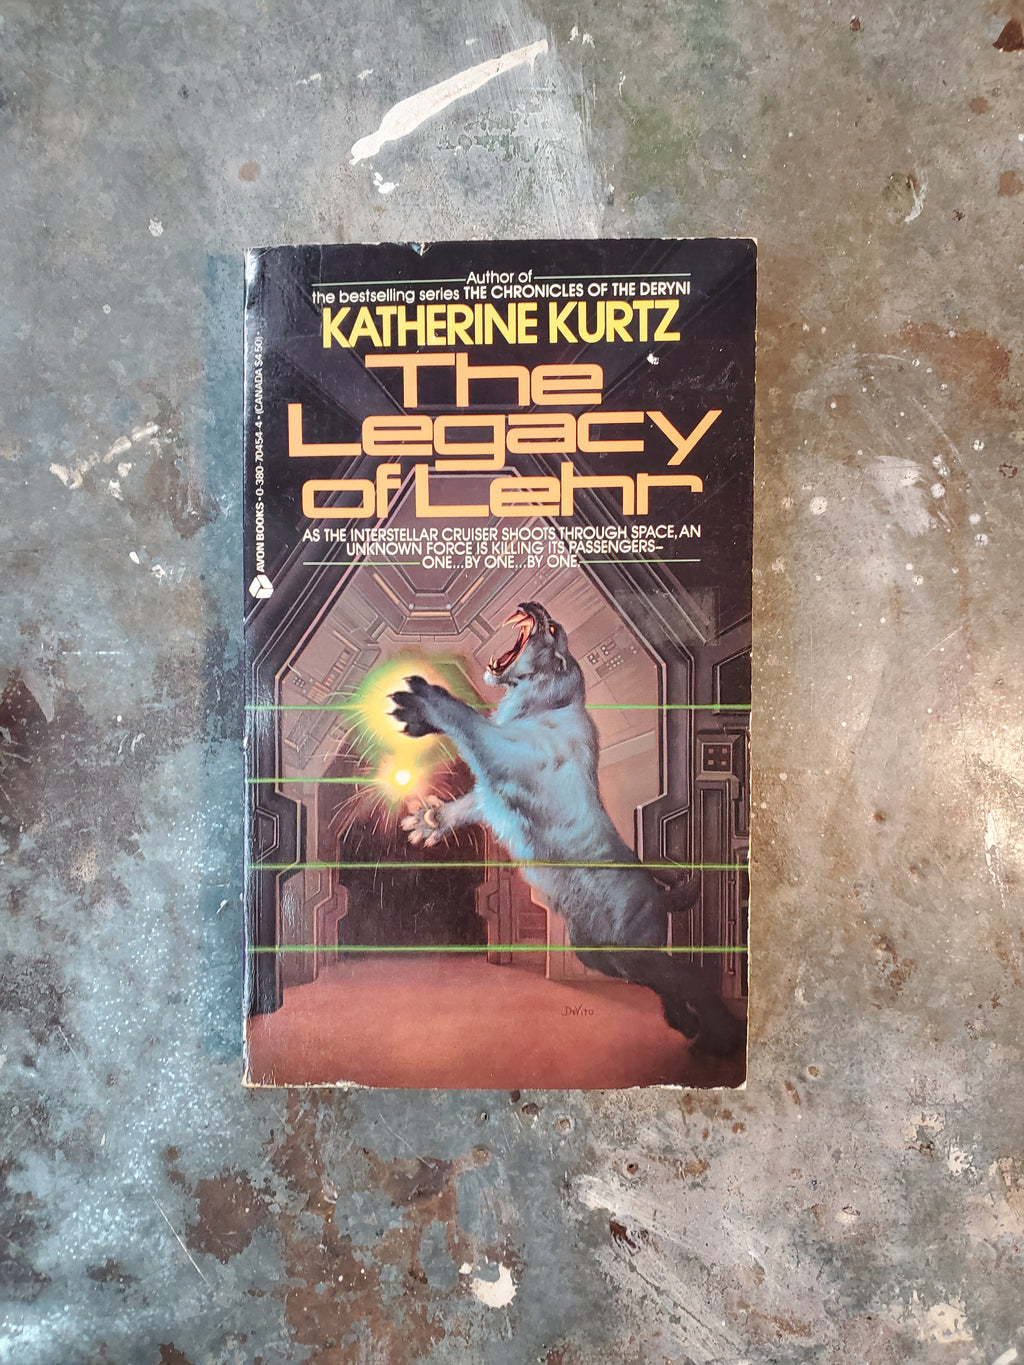 Author of
the bestselling series THE CHRONICLES OF THE DERYNI
KATHERINE KURTZ
The
Legacy
of Lehr
AS THE INTERSTELLAR CRUISER SHOOTS THROUGH SPACE, AN
UNKNOWN FORCE IS KILLING ITS PASSENGERS–
ONE...BY ONE...BY ONE.
AVON BOOKS • 0-380-70454-4 • (CANADA $4.50)
DeVito